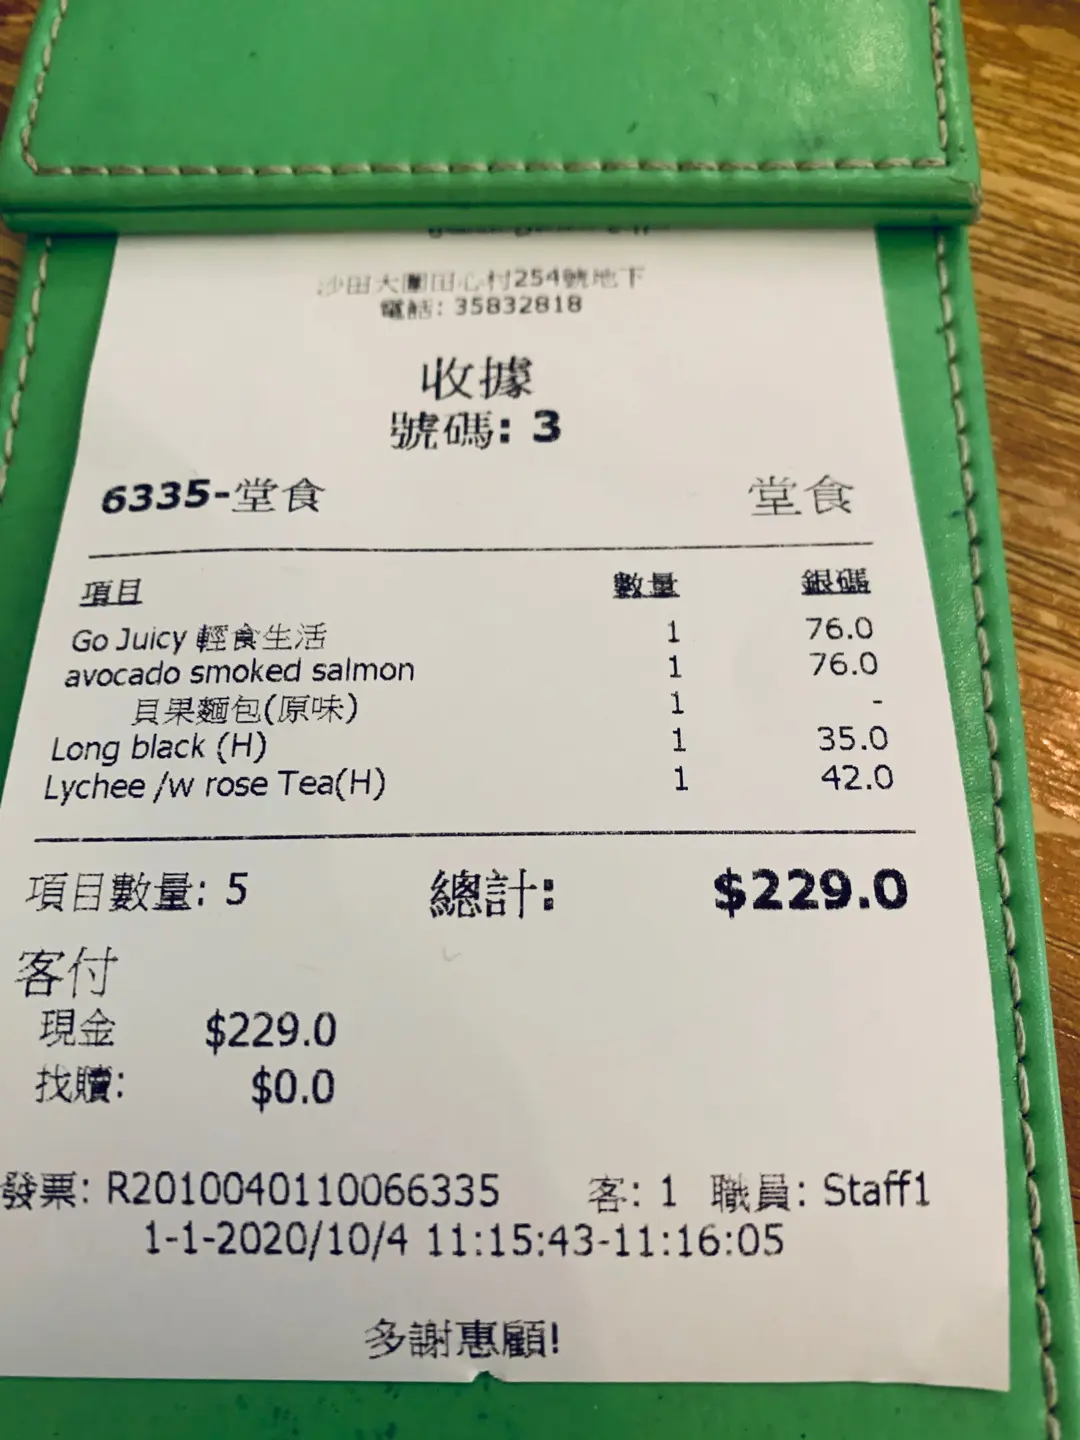 沙田大圍田心村254號地下
電話: 35832818
收據
號碼: 3
6335-堂食 堂食
項目 數量 銀碼
Go Juicy 輕食生活 1 76.0
avocado smoked salmon 1 76.0
貝果麵包(原味) 1 -
Long black (H) 1 35.0
Lychee /w rose Tea(H) 1 42.0
項目數量: 5 總計: $229.0
客付
現金 $229.0
找贖: $0.0
發票: R2010040110066335 客: 1 職員: Staff1
1-1-2020/10/4 11:15:43-11:16:05
多謝惠顧!